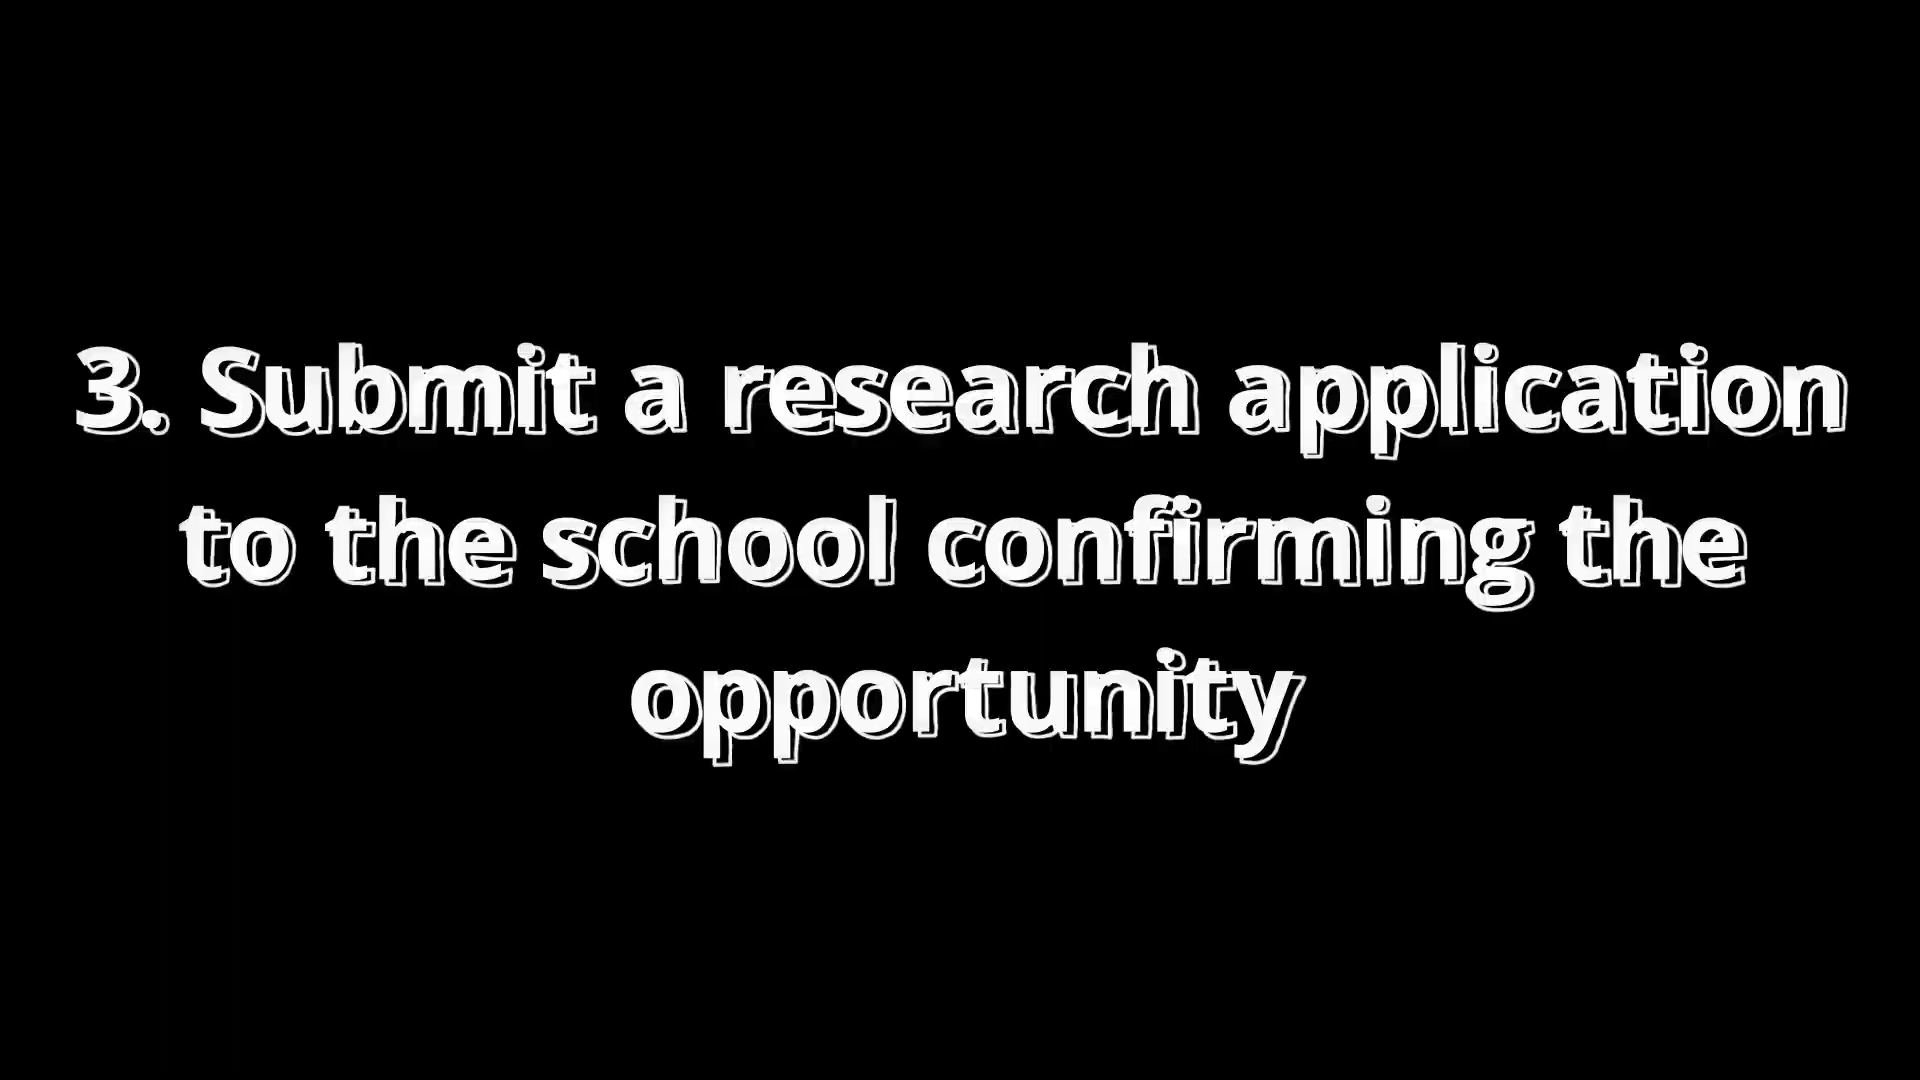 3. Submit a research application
to the school confirming the
opportunity